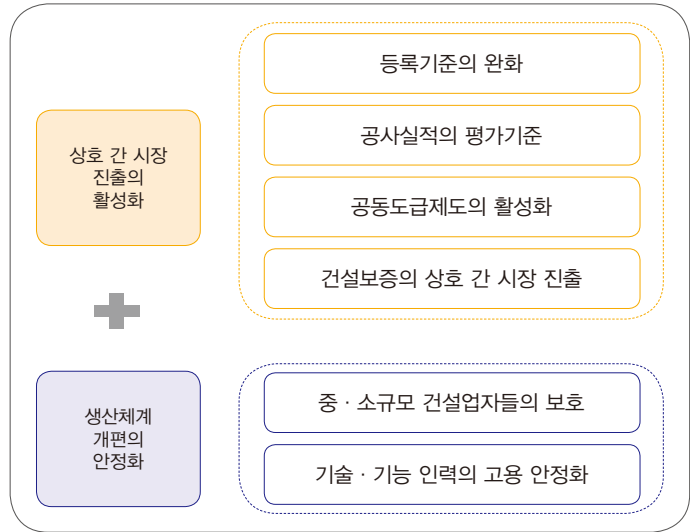 상호 간 시장
진출의
활성화
등록기준의 완화
공사실적의 평가기준
공동도급제도의 활성화
건설보증의 상호 간 시장 진출
생산체계
개편의
안정화
중 · 소규모 건설업자들의 보호
기술 · 기능 인력의 고용 안정화